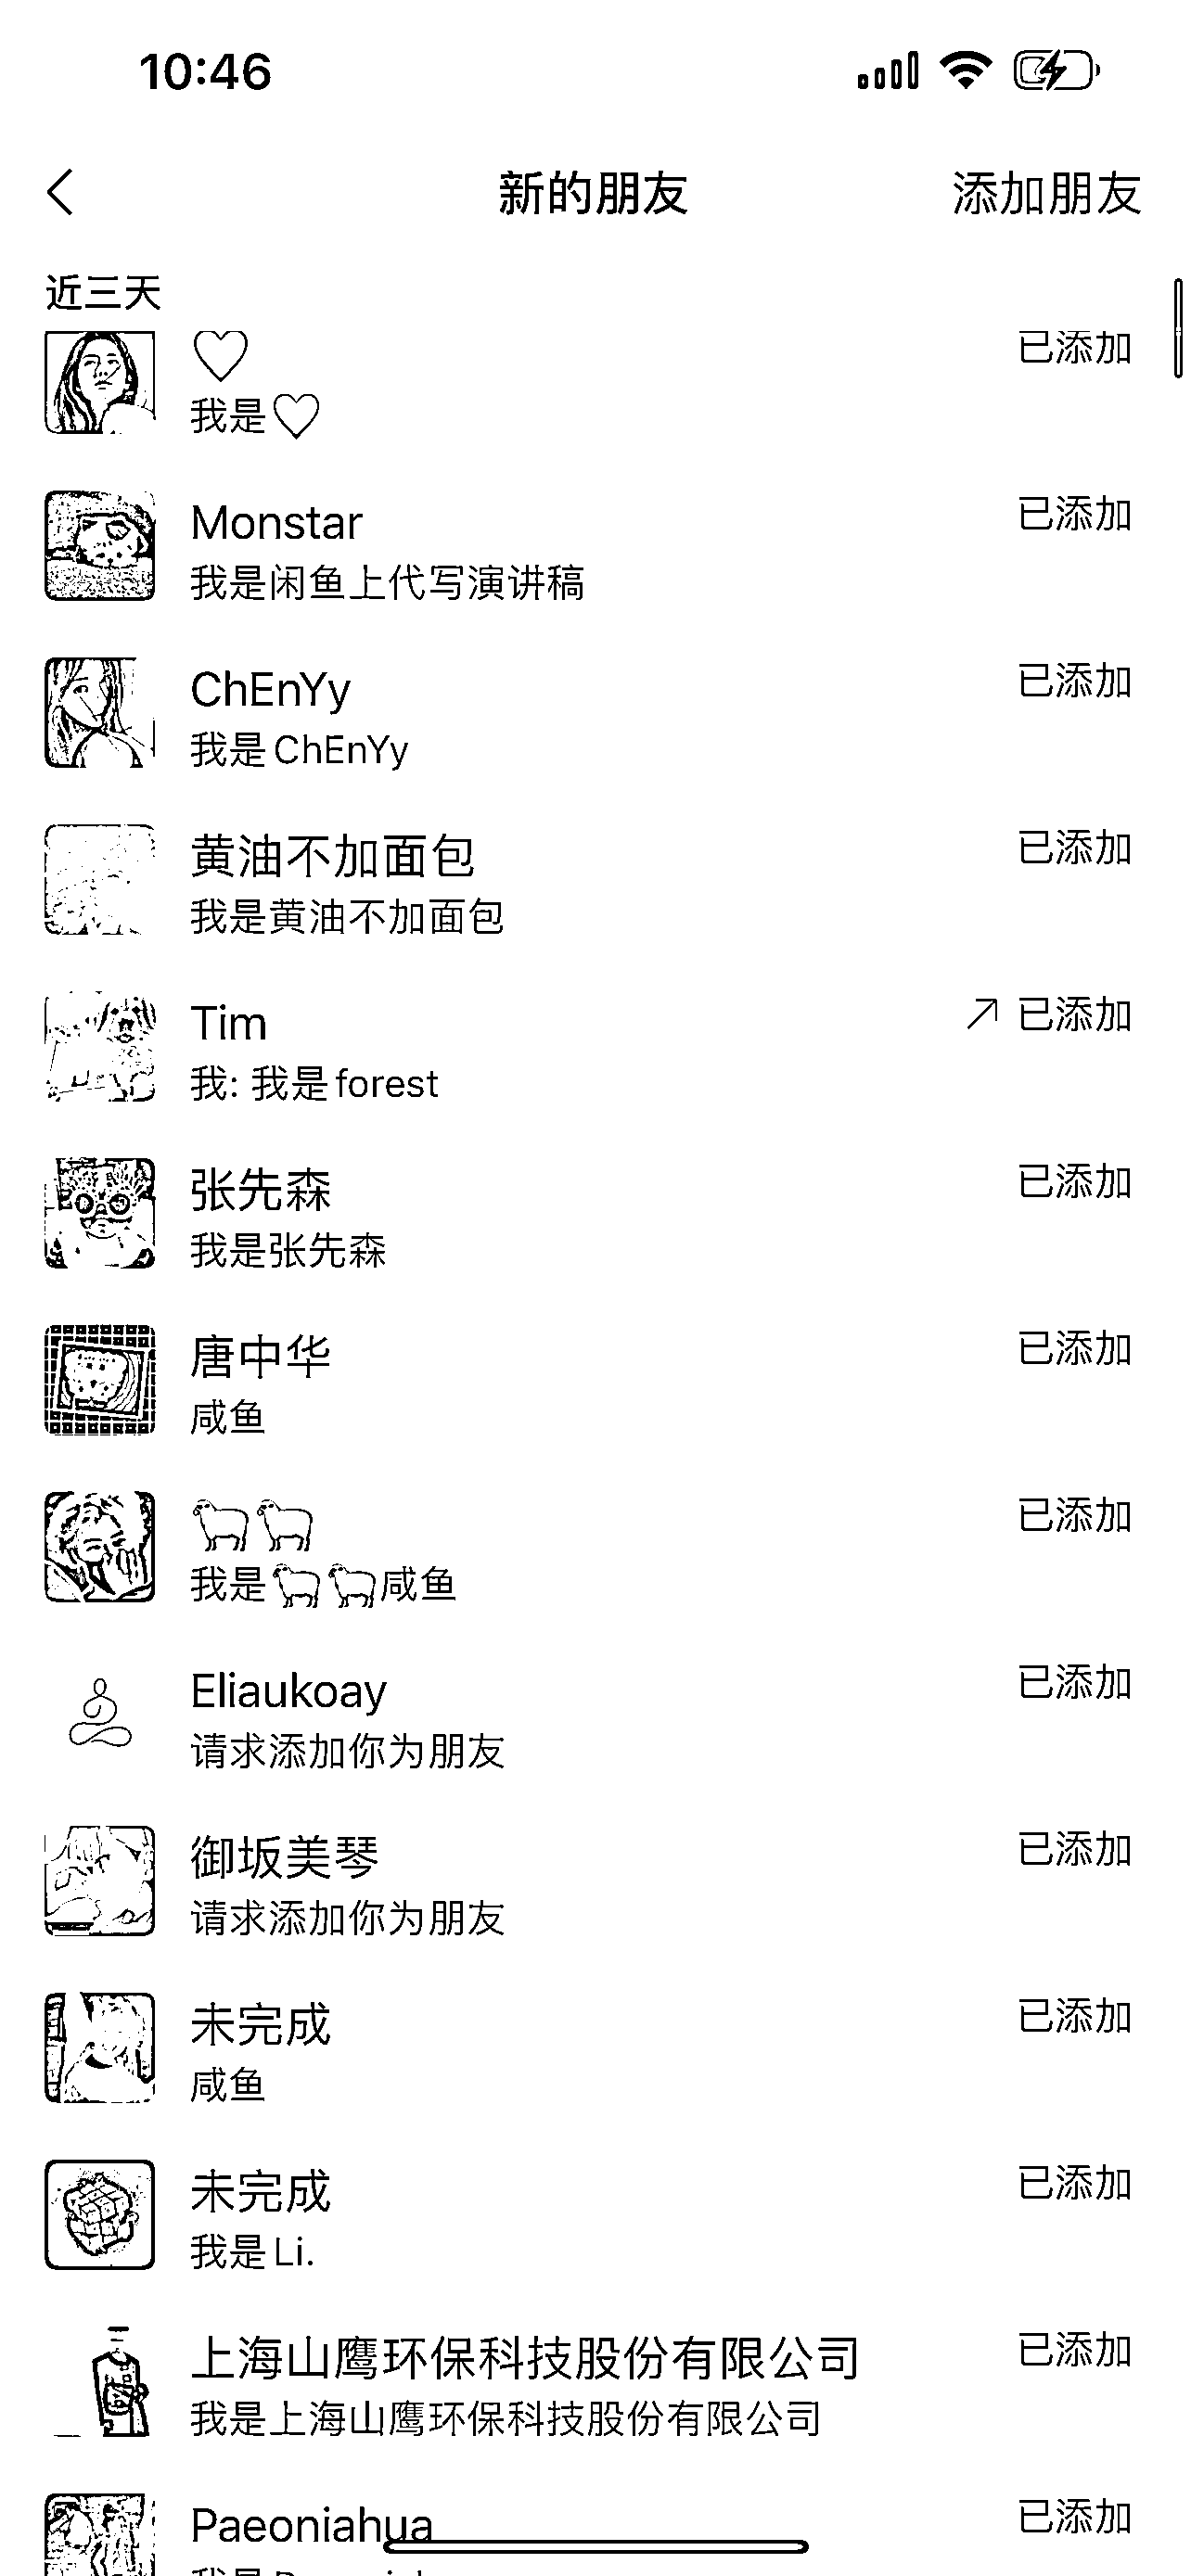 10:46
新的朋友
添加朋友
近三天
♡
已添加
我是♡
Monstar
已添加
我是闲鱼上代写演讲稿
ChEnYy
已添加
我是ChEnYy
黄油不加面包
已添加
我是黄油不加面包
Tim
↗ 已添加
我: 我是forest
张先森
已添加
我是张先森
唐中华
已添加
咸鱼
🐑🐑
已添加
我是🐑🐑咸鱼
Eliaukoay
已添加
请求添加你为朋友
御坂美琴
已添加
请求添加你为朋友
未完成
已添加
咸鱼
未完成
已添加
我是Li.
上海山鹰环保科技股份有限公司
已添加
我是上海山鹰环保科技股份有限公司
Paeoniahua
已添加